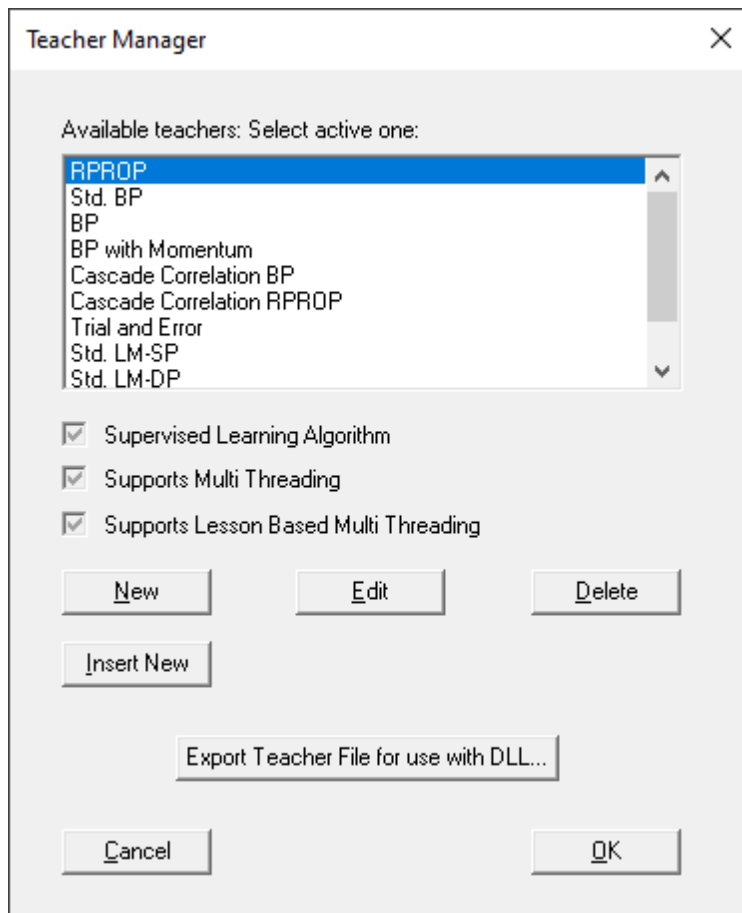 Teacher Manager
Available teachers: Select active one:
RPROP
Std. BP
BP
BP with Momentum
Cascade Correlation BP
Cascade Correlation RPROP
Trial and Error
Std. LM-SP
Std. LM-DP
Supervised Learning Algorithm
Supports Multi Threading
Supports Lesson Based Multi Threading
New Edit Delete
Insert New
Export Teacher File for use with DLL...
Cancel OK